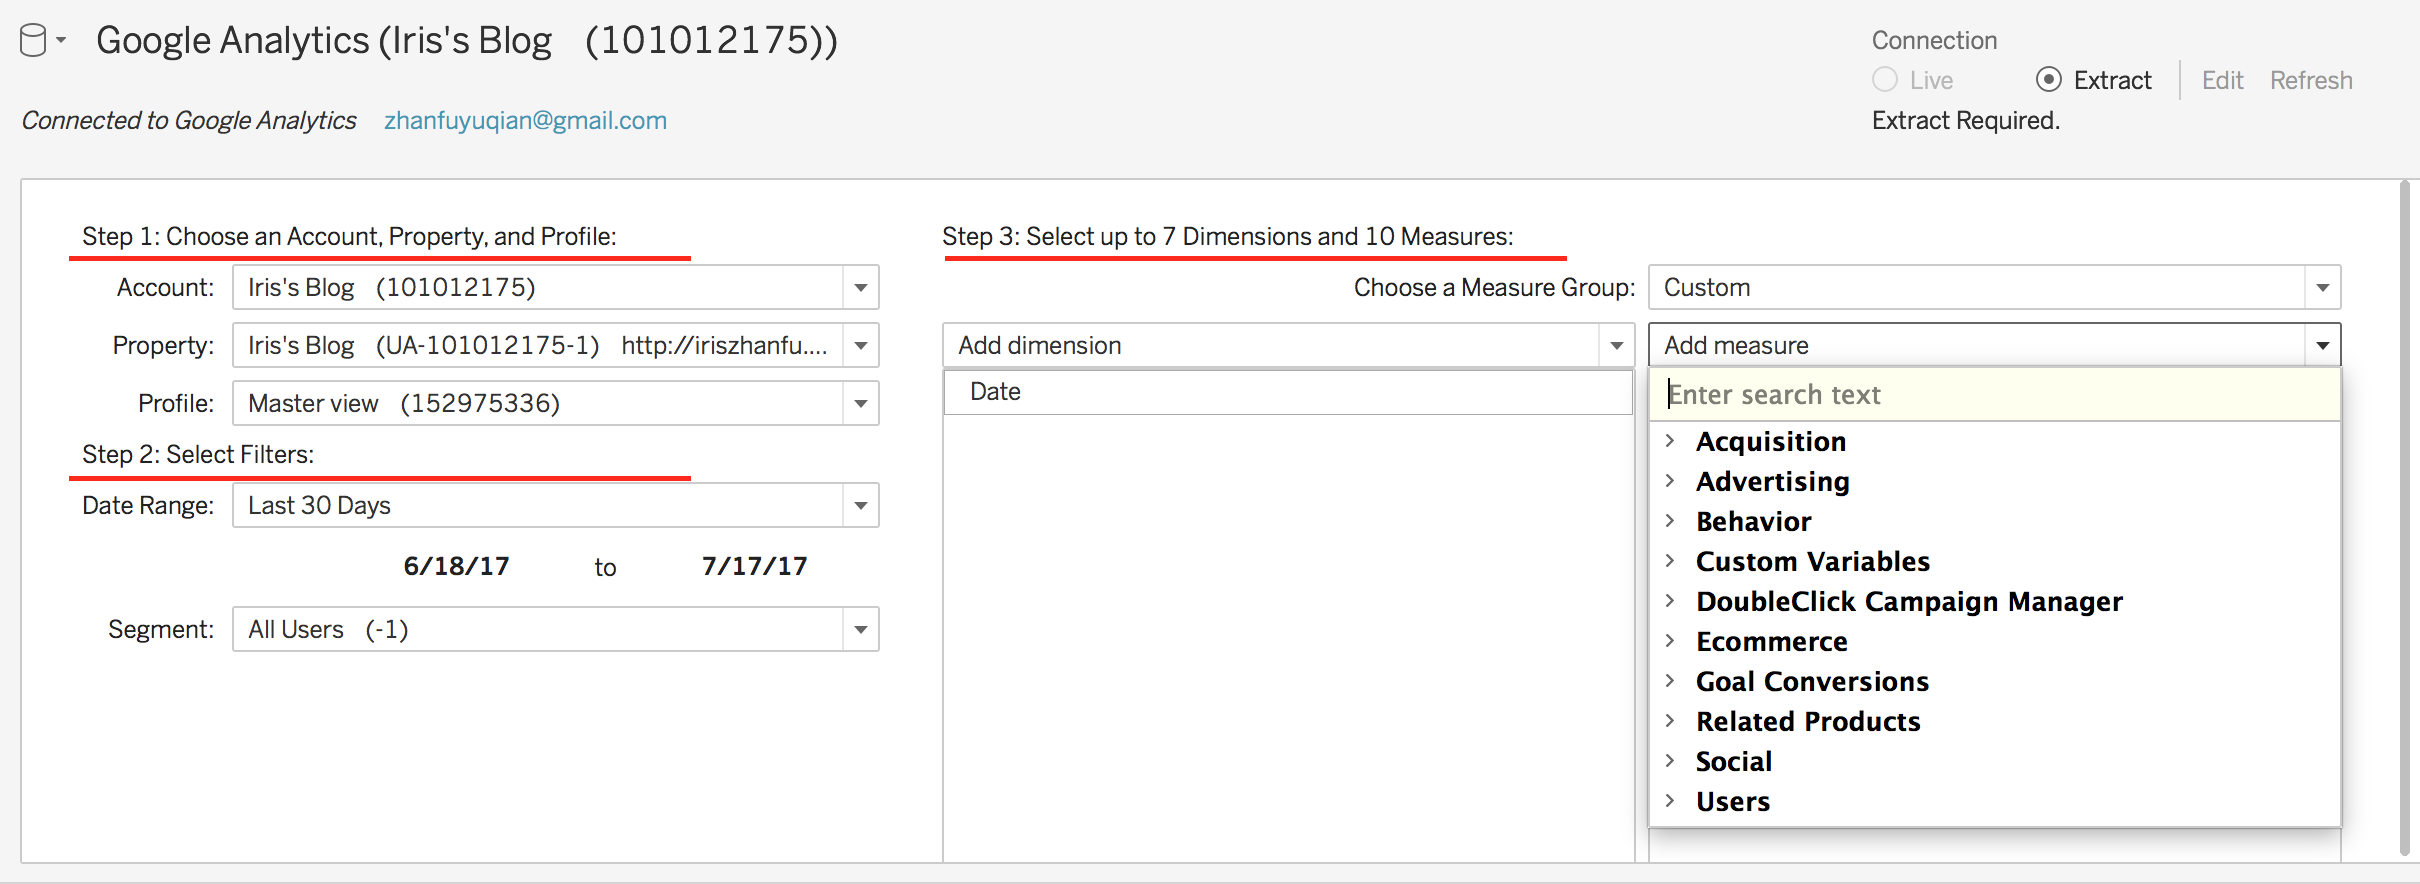 Google Analytics (Iris's Blog (101012175))
Connection
Live Extract Edit Refresh
Connected to Google Analytics zhanfuyuqian@gmail.com
Extract Required.
Step 1: Choose an Account, Property, and Profile:
Account: Iris's Blog (101012175)
Property: Iris's Blog (UA-101012175-1) http://iriszhanfu....
Profile: Master view (152975336)
Step 2: Select Filters:
Date Range: Last 30 Days
6/18/17 to 7/17/17
Segment: All Users (-1)
Step 3: Select up to 7 Dimensions and 10 Measures:
Choose a Measure Group: Custom
Add dimension
Date
Add measure
Enter search text
Acquisition
Advertising
Behavior
Custom Variables
DoubleClick Campaign Manager
Ecommerce
Goal Conversions
Related Products
Social
Users